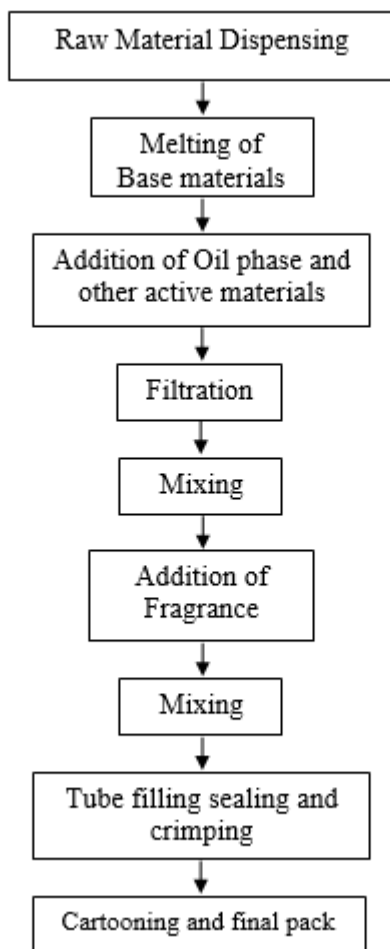 Raw Material Dispensing
Melting of
Base materials
Addition of Oil phase and
other active materials
Filtration
Mixing
Addition of
Fragrance
Mixing
Tube filling sealing and
crimping
Cartooning and final pack